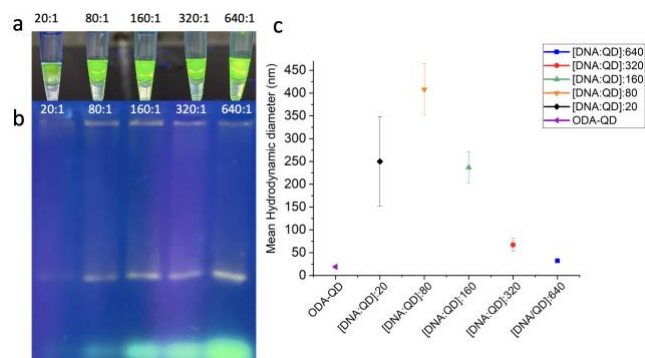 a
20:1 80:1 160:1 320:1 640:1
b
20:1 80:1 160:1 320:1 640:1
c
Mean Hydrodynamic diameter (nm)
450
400
350
300
250
200
150
100
50
0
ODA-QD
[DNA:QD]:20
[DNA:QD]:80
[DNA:QD]:160
[DNA:QD]:320
[DNA/QD]:640
[DNA:QD]:640
[DNA:QD]:320
[DNA:QD]:160
[DNA:QD]:80
[DNA:QD]:20
ODA-QD